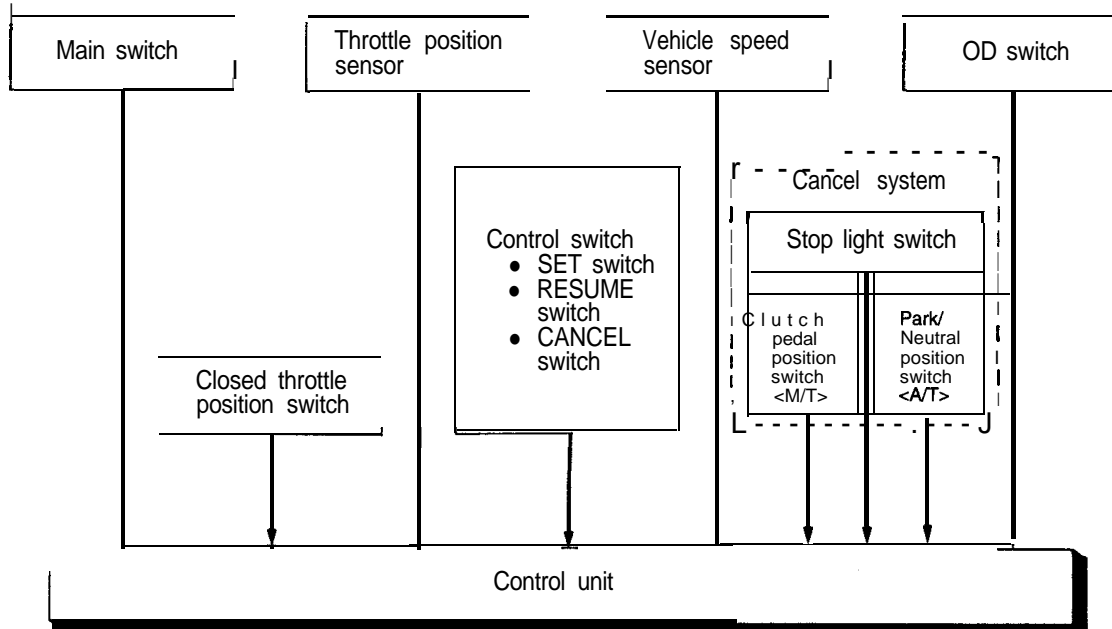 Main switch
Throttle position
sensor
Vehicle speed
sensor
OD switch
Cancel system
Control switch
• SET switch
• RESUME
switch
• CANCEL
switch
Stop light switch
Clutch
pedal
position
switch
<M/T>
Park/
Neutral
position
switch
<A/T>
Closed throttle
position switch
Control unit